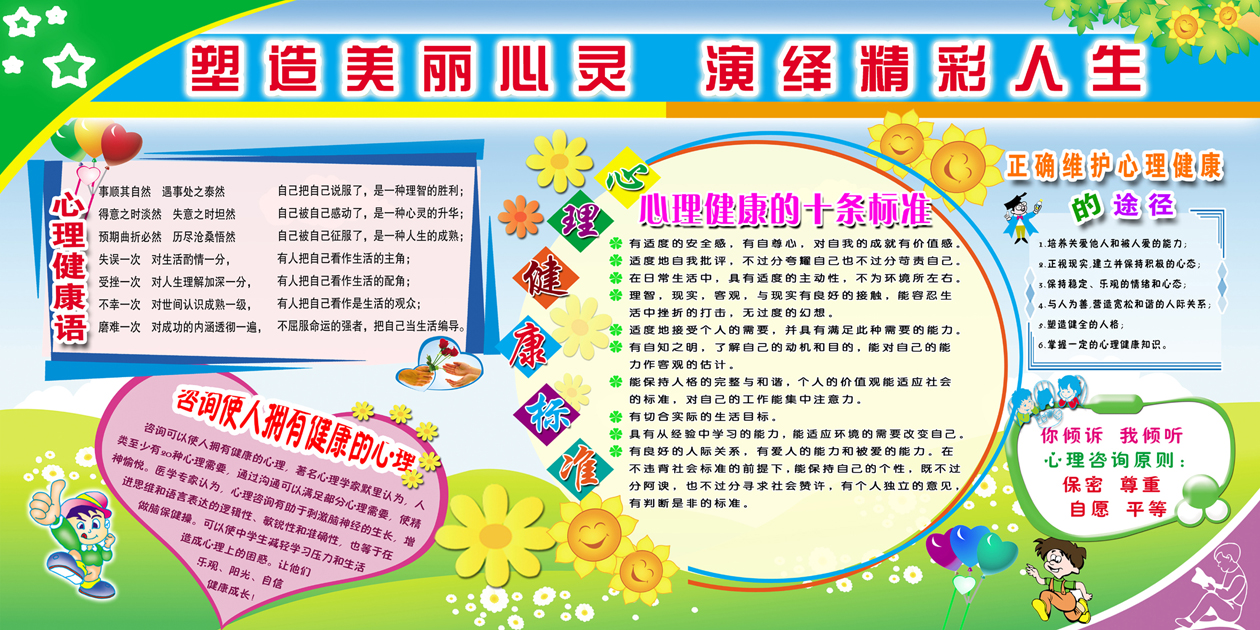 塑造美丽心灵 演绎精彩人生
心理健康语
事顺其自然 遇事处之泰然
得意之时淡然 失意之时坦然
预期曲折必然 历尽沧桑悟然
失误一次 对生活酌情一分,
受挫一次 对人生理解加深一分,
不幸一次 对世间认识成熟一级,
磨难一次 对成功的内涵透彻一遍,
自己把自己说服了，是一种理智的胜利;
自己被自己感动了，是一种心灵的升华;
自己被自己征服了，是一种人生的成熟;
有人把自己看作生活的主角;
有人把自己看作生活的配角;
有人把自己看作是生活的观众;
不屈服命运的强者，把自己当生活编导。
咨询使人拥有健康的心理
咨询可以使人拥有健康的心理。著名心理学家默里认为，人
类至少有20种心理需要，通过沟通可以满足部分心理需要，使精
神愉悦。医学专家认为，心理咨询有助于刺激脑神经的生长，增
进思维和语言表达的逻辑性、敏锐性和准确性，也等于在
做脑保健操。可以使中学生减轻学习压力和生活
造成心理上的困惑。让他们
乐观、阳光、自信
健康成长！
心理健康标准
心理健康的十条标准
有适度的安全感，有自尊心，对自我的成就有价值感。
适度地自我批评，不过分夸耀自己也不过分苛责自己。
在日常生活中，具有适度的主动性，不为环境所左右。
理智，现实，客观，与现实有良好的接触，能容忍生
活中挫折的打击，无过度的幻想。
适度地接受个人的需要，并具有满足此种需要的能力。
有自知之明，了解自己的动机和目的，能对自己的能
力作客观的估计。
能保持人格的完整与和谐，个人的价值观能适应社会
的标准，对自己的工作能集中注意力。
有切合实际的生活目标。
具有从经验中学习的能力，能适应环境的需要改变自己。
有良好的人际关系，有爱人的能力和被爱的能力。在
不违背社会标准的前提下，能保持自己的个性，既不过
分阿谀，也不过分寻求社会赞许，有个人独立的意见，
有判断是非的标准。
正确维护心理健康
的途径
1.培养关爱他人和被人爱的能力;
2.正视现实,建立并保持积极的心态;
3.保持稳定、乐观的情绪和心态;
4.与人为善,营造宽松和谐的人际关系;
5.塑造健全的人格;
6.掌握一定的心理健康知识。
你倾诉 我倾听
心理咨询原则:
保密 尊重
自愿 平等